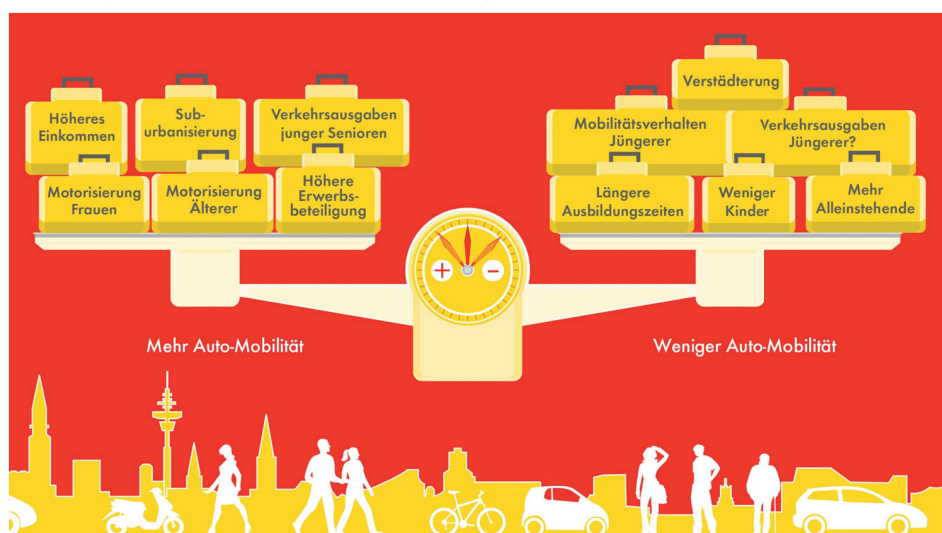 Höheres
Einkommen
Sub-
urbanisierung
Verkehrsausgaben
junger Senioren
Motorisierung
Frauen
Motorisierung
Älterer
Höhere
Erwerbs-
beteiligung
Verstädterung
Mobilitätsverhalten
Jüngerer
Verkehrsausgaben
Jüngerer?
Längere
Ausbildungszeiten
Weniger
Kinder
Mehr
Alleinstehende
+
−
Mehr Auto-Mobilität
Weniger Auto-Mobilität